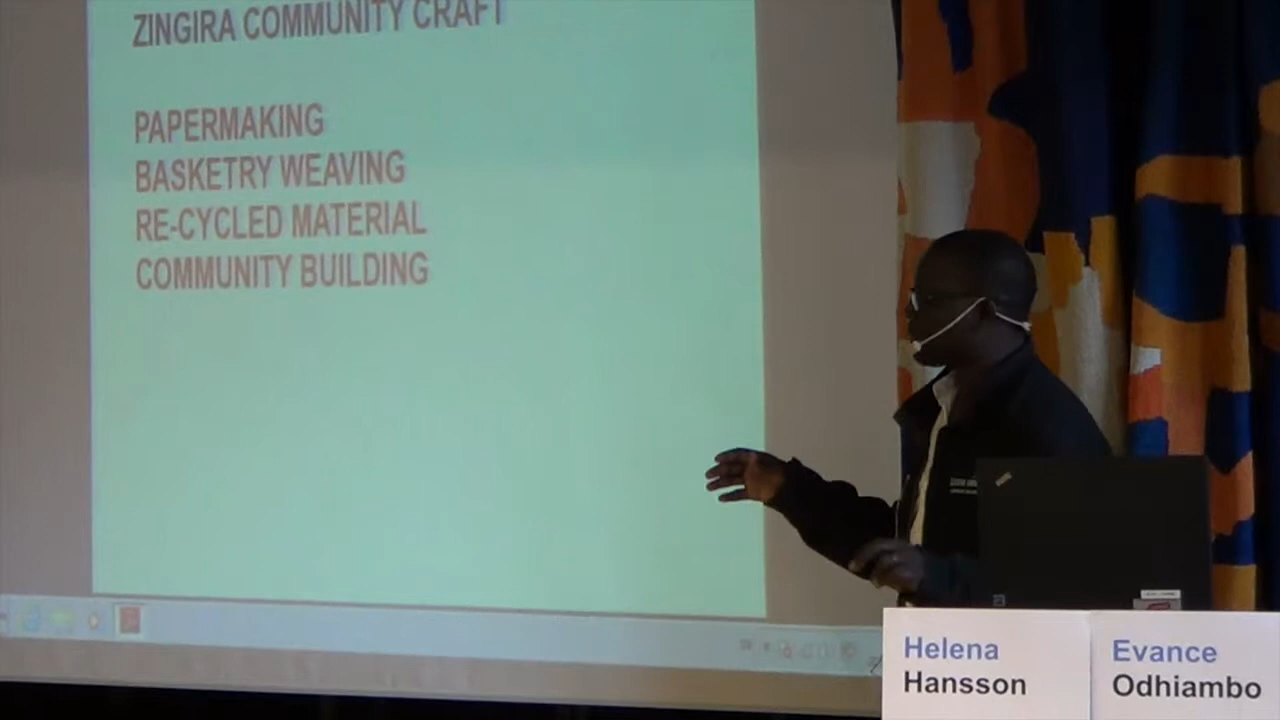 ZINGIRA COMMUNITY CRAFT
PAPERMAKING
BASKETRY WEAVING
RE-CYCLED MATERIAL
COMMUNITY BUILDING
Helena
Hansson
Evance
Odhiambo